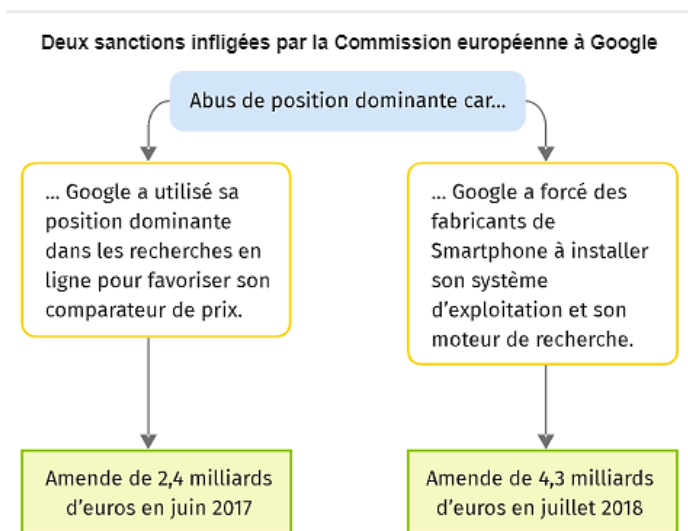 Deux sanctions infligées par la Commission européenne à Google
Abus de position dominante car...
... Google a utilisé sa
position dominante
dans les recherches en
ligne pour favoriser son
comparateur de prix.
... Google a forcé des
fabricants de
Smartphone à installer
son système
d'exploitation et son
moteur de recherche.
Amende de 2,4 milliards
d'euros en juin 2017
Amende de 4,3 milliards
d'euros en juillet 2018